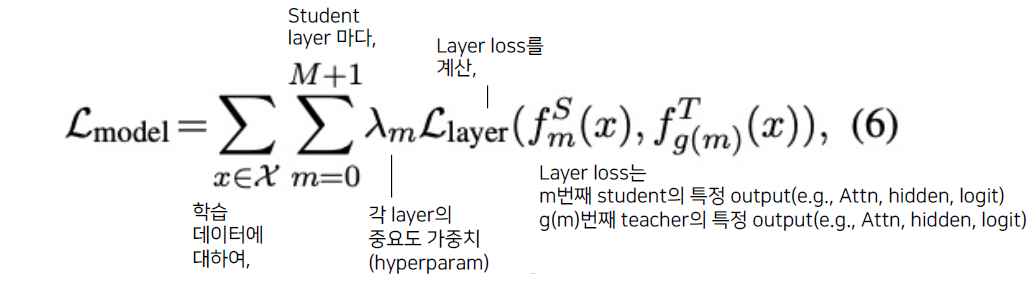 Student
layer 마다,
Layer loss를
계산,
$\mathcal{L}_{\text{model}} = \sum_{x \in \mathcal{X}} \sum_{m=0}^{M+1} \lambda_m \mathcal{L}_{\text{layer}}(f_m^S(x), f_{g(m)}^T(x)), \; (6)$
학습
데이터에
대하여,
각 layer의
중요도 가중치
(hyperparam)
Layer loss는
m번째 student의 특정 output(e.g., Attn, hidden, logit)
g(m)번째 teacher의 특정 output(e.g., Attn, hidden, logit)